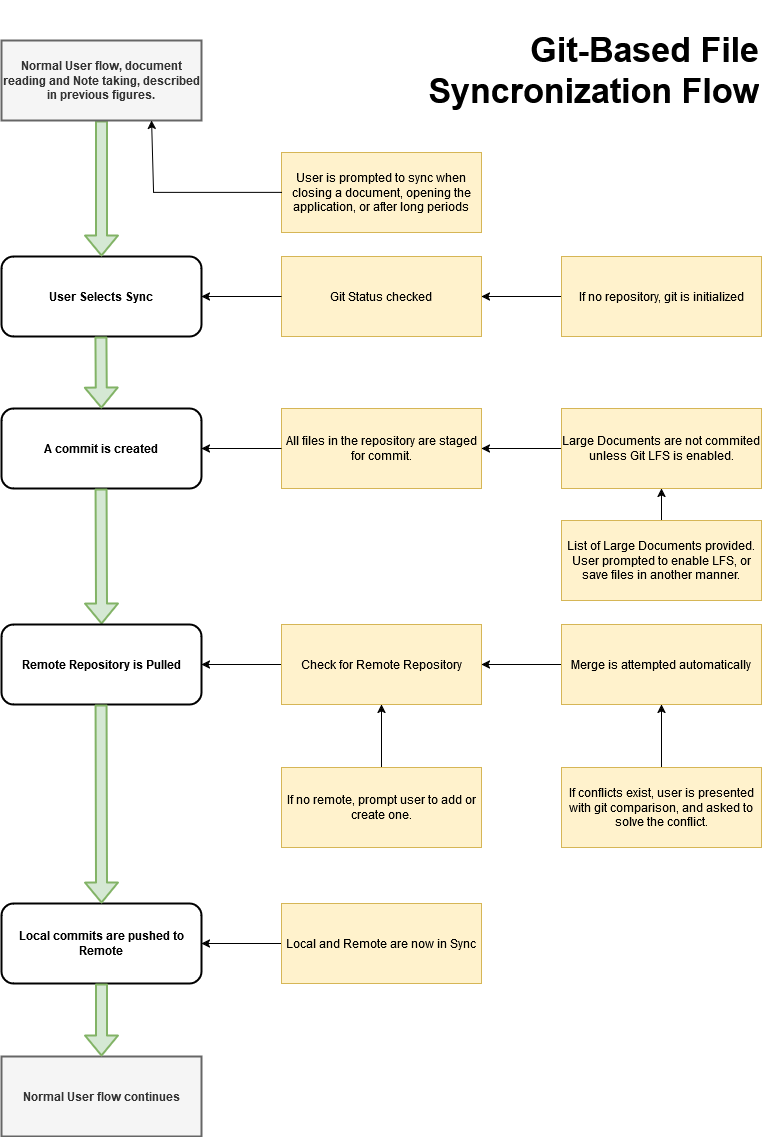 Git-Based File
Syncronization Flow
Normal User flow, document
reading and Note taking, described
in previous figures.
User is prompted to sync when
closing a document, opening the
application, or after long periods
User Selects Sync
Git Status checked
If no repository, git is initialized
A commit is created
All files in the repository are staged
for commit.
Large Documents are not commited
unless Git LFS is enabled.
List of Large Documents provided.
User prompted to enable LFS, or
save files in another manner.
Remote Repository is Pulled
Check for Remote Repository
Merge is attempted automatically
If no remote, prompt user to add or
create one.
If conflicts exist, user is presented
with git comparison, and asked to
solve the conflict.
Local commits are pushed to
Remote
Local and Remote are now in Sync
Normal User flow continues